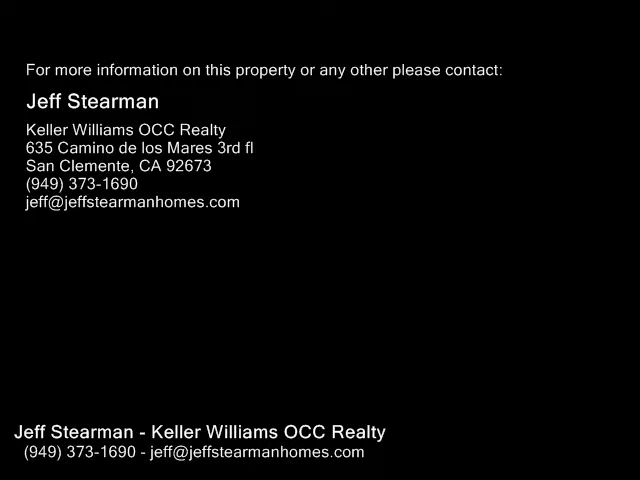 For more information on this property or any other please contact:
Jeff Stearman
Keller Williams OCC Realty
635 Camino de los Mares 3rd fl
San Clemente, CA 92673
(949) 373-1690
jeff@jeffstearmanhomes.com
Jeff Stearman - Keller Williams OCC Realty
(949) 373-1690 - jeff@jeffstearmanhomes.com